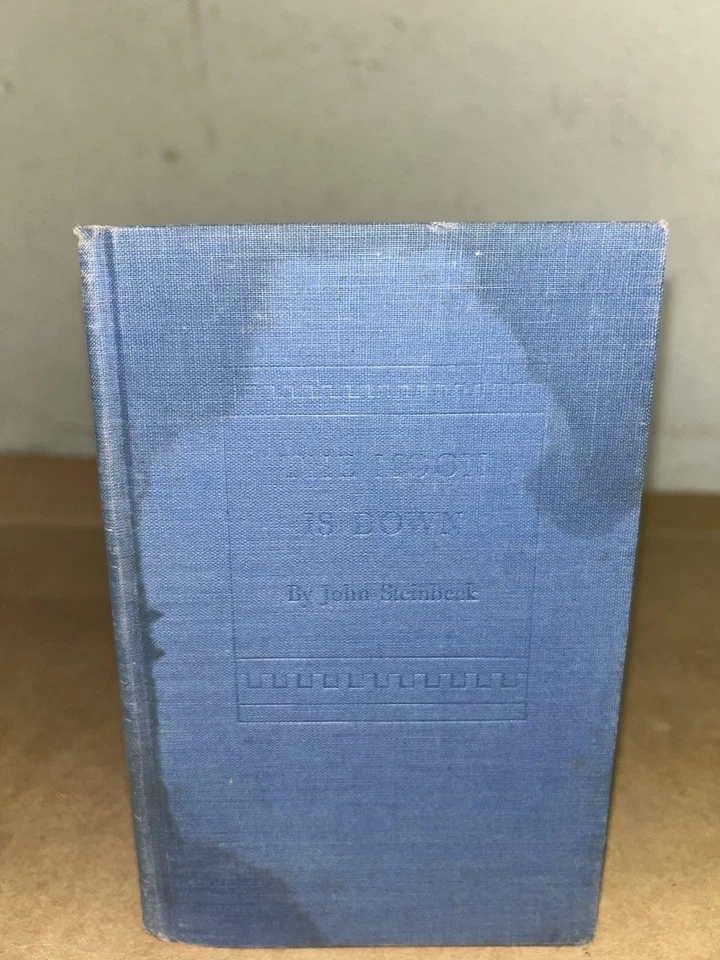 THE MOON
IS DOWN
By John Steinbeck